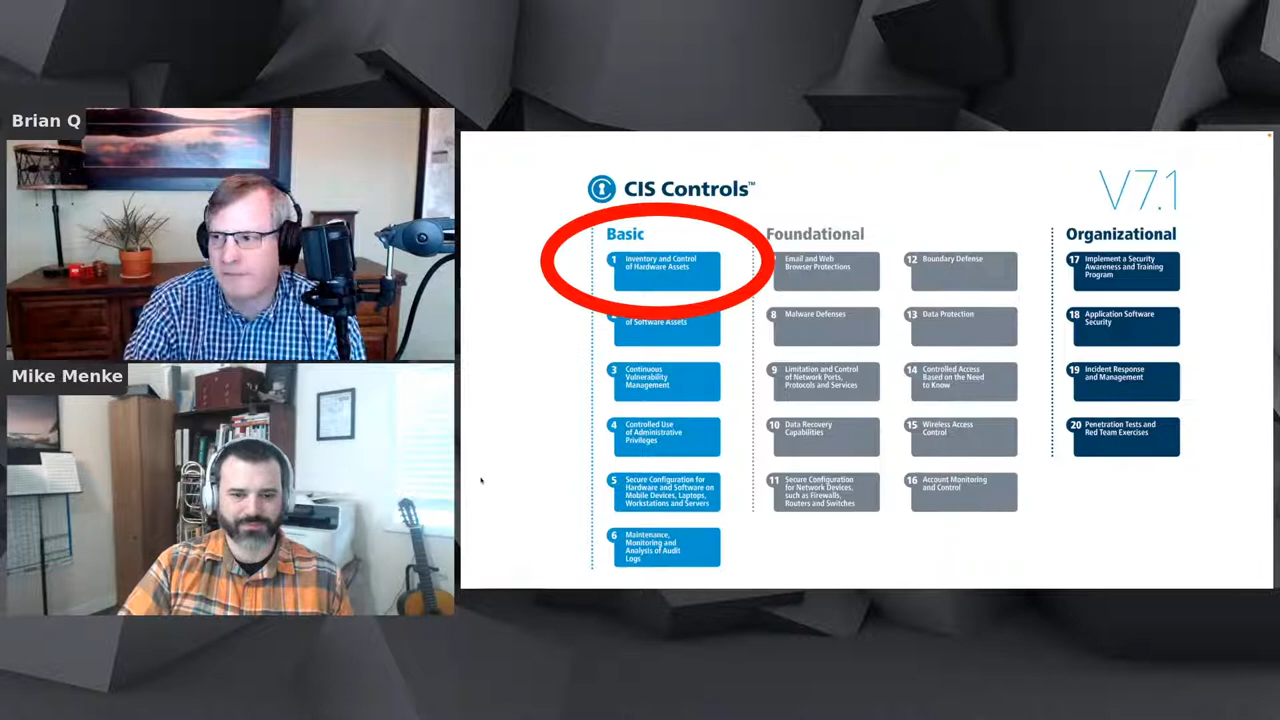 Brian Q
Mike Menke
CIS Controls™
V7.1
Basic
1 Inventory and Control
of Hardware Assets
of Software Assets
3 Continuous
Vulnerability
Management
4 Controlled Use
of Administrative
Privileges
5 Secure Configuration for
Hardware and Software on
Mobile Devices, Laptops,
Workstations and Servers
6 Maintenance,
Monitoring and
Analysis of Audit
Logs
Foundational
Email and Web
Browser Protections
8 Malware Defenses
9 Limitation and Control
of Network Ports,
Protocols and Services
10 Data Recovery
Capabilities
11 Secure Configuration
for Network Devices,
such as Firewalls,
Routers and Switches
12 Boundary Defense
13 Data Protection
14 Controlled Access
Based on the Need
to Know
15 Wireless Access
Control
16 Account Monitoring
and Control
Organizational
17 Implement a Security
Awareness and Training
Program
18 Application Software
Security
19 Incident Response
and Management
20 Penetration Tests and
Red Team Exercises